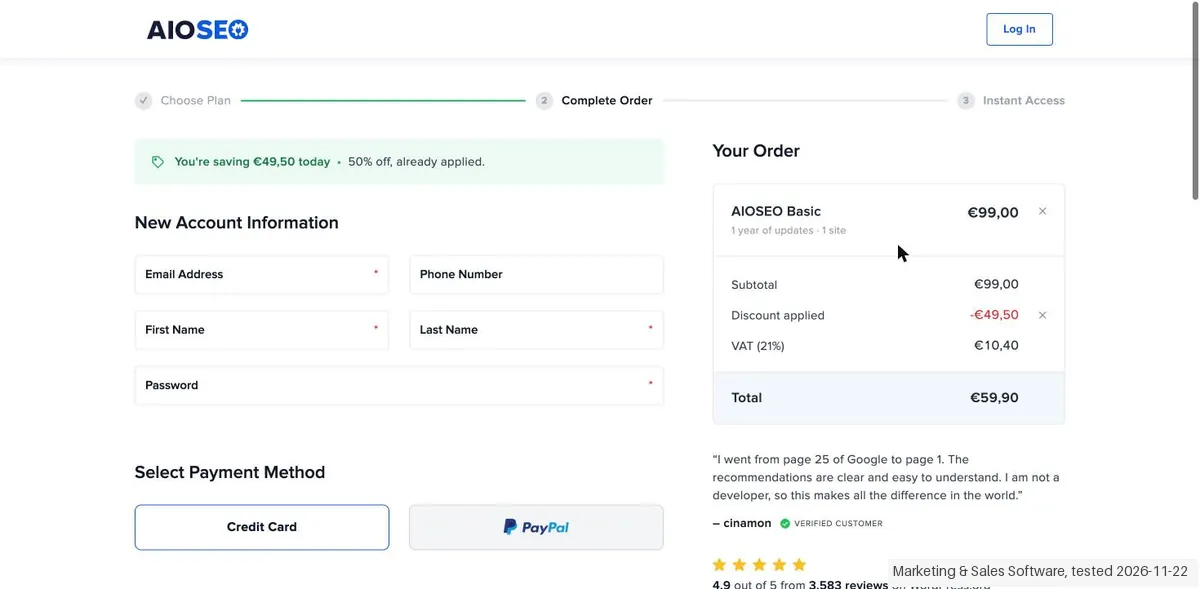 AIOSEO
Log In
Choose Plan
2 Complete Order
3 Instant Access
You're saving €49,50 today • 50% off, already applied.
New Account Information
Email Address *
Phone Number
First Name *
Last Name *
Password *
Select Payment Method
Credit Card
PayPal
Your Order
AIOSEO Basic €99,00 ×
1 year of updates · 1 site
Subtotal €99,00
Discount applied -€49,50 ×
VAT (21%) €10,40
Total €59,90
“I went from page 25 of Google to page 1. The
recommendations are clear and easy to understand. I am not a
developer, so this makes all the difference in the world.”
– cinamon VERIFIED CUSTOMER
4.9 out of 5 from 3,583 reviews on WordPress.org
Marketing & Sales Software, tested 2026-11-22